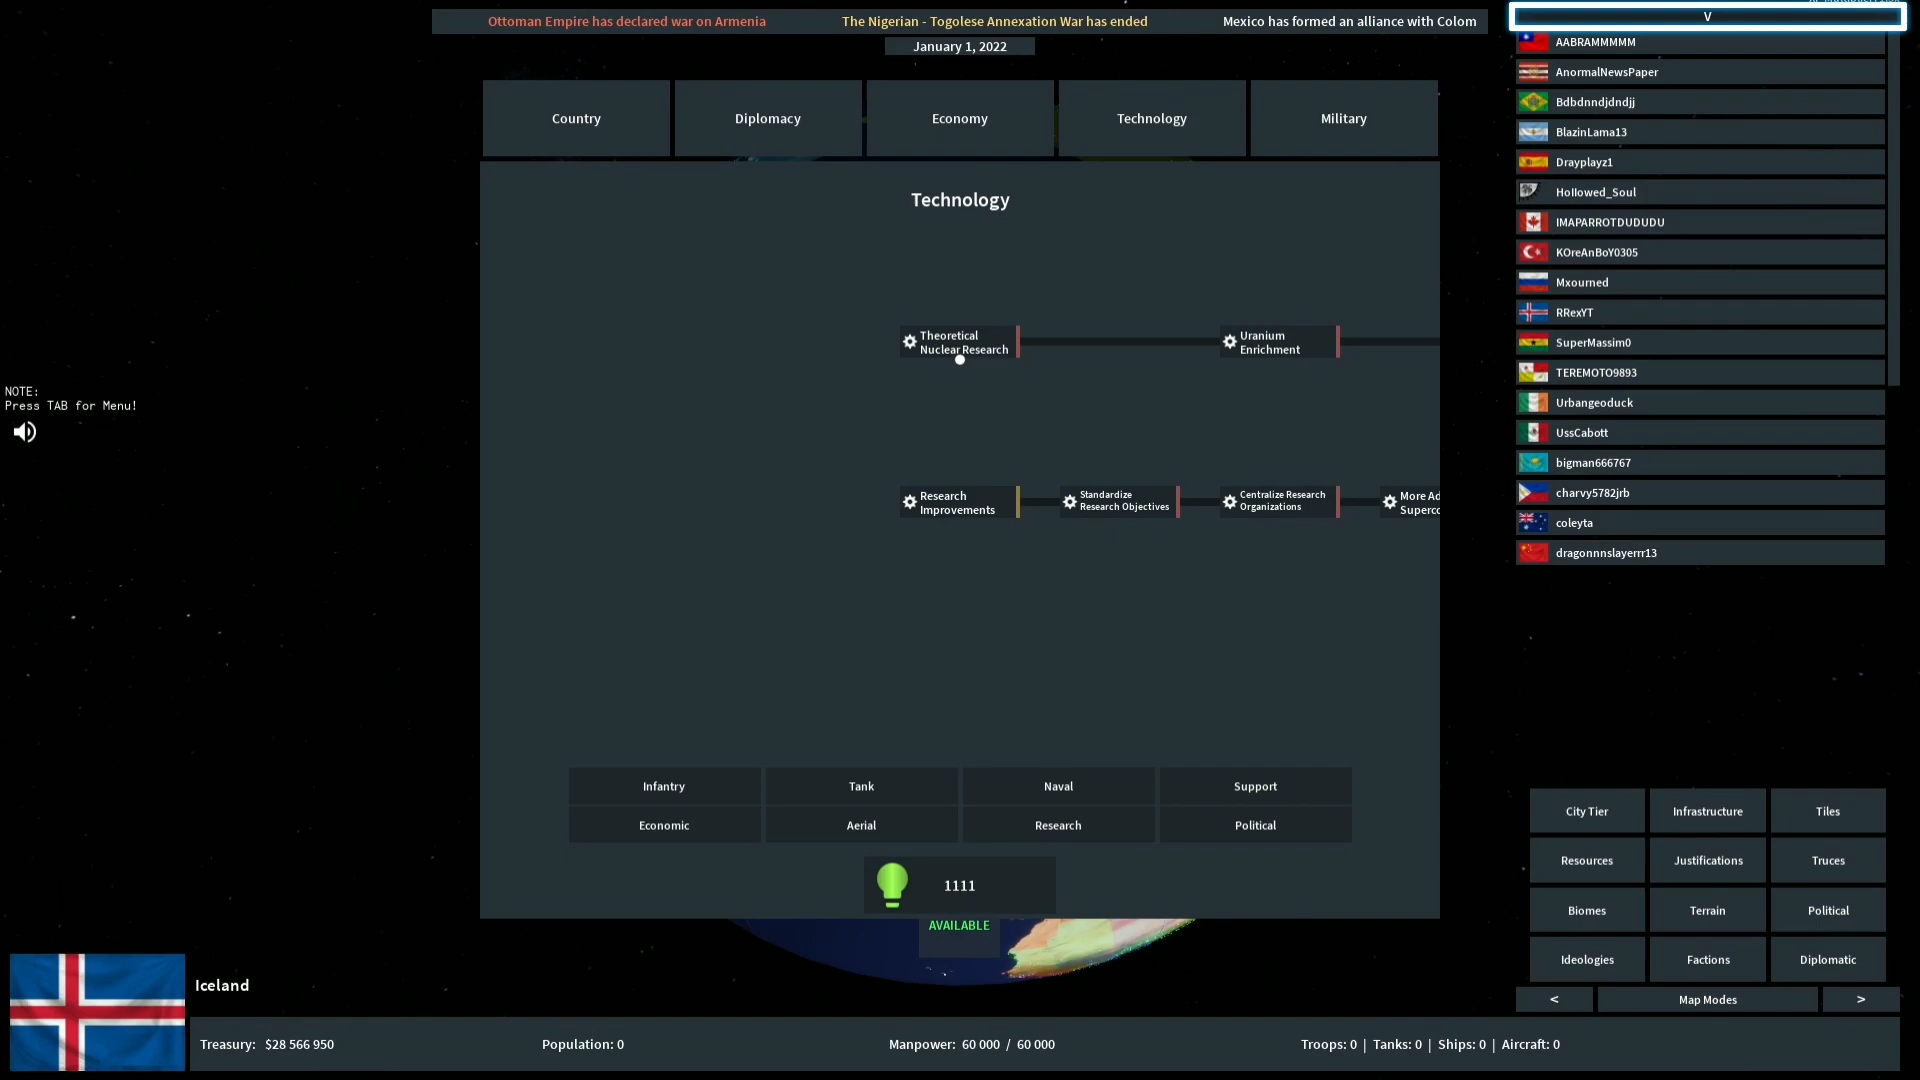 Ottoman Empire has declared war on Armenia
The Nigerian - Togolese Annexation War has ended
Mexico has formed an alliance with Colom
January 1, 2022
V
Country
Diplomacy
Economy
Technology
Military
Technology
Theoretical
Nuclear Research
Uranium
Enrichment
Research
Improvements
Standardize
Research Objectives
Centralize Research
Organizations
More Ad
Superco
Infantry
Tank
Naval
Support
Economic
Aerial
Research
Political
1111
AVAILABLE
NOTE:
Press TAB for Menu!
AABRAMMMMM
AnormalNewsPaper
Bdbdnndjdndjj
BlazinLama13
Drayplayz1
Hollowed_Soul
IMAPARROTDUDUDU
KOreAnBoY0305
Mxourned
RRexYT
SuperMassim0
TEREMOTO9893
Urbangeoduck
UssCabott
bigman666767
charvy5782jrb
coleyta
dragonnnslayerrr13
City Tier
Infrastructure
Tiles
Resources
Justifications
Truces
Biomes
Terrain
Political
Ideologies
Factions
Diplomatic
<
Map Modes
>
Iceland
Treasury: $28 566 950
Population: 0
Manpower: 60 000 / 60 000
Troops: 0 | Tanks: 0 | Ships: 0 | Aircraft: 0